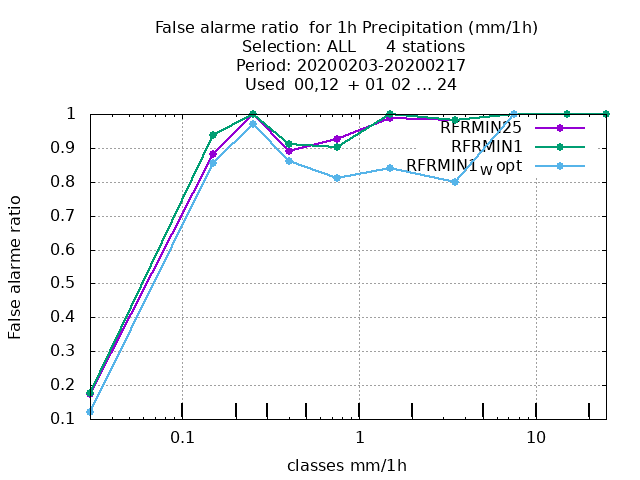 False alarme ratio  for 1h Precipitation (mm/1h)
Selection: ALL      4 stations
Period: 20200203-20200217
Used  00,12  + 01 02 ... 24
RFRMIN25
RFRMIN1
RFRMIN1w opt
False alarme ratio
1
0.9
0.8
0.7
0.6
0.5
0.4
0.3
0.2
0.1
0.1
1
10
classes mm/1h